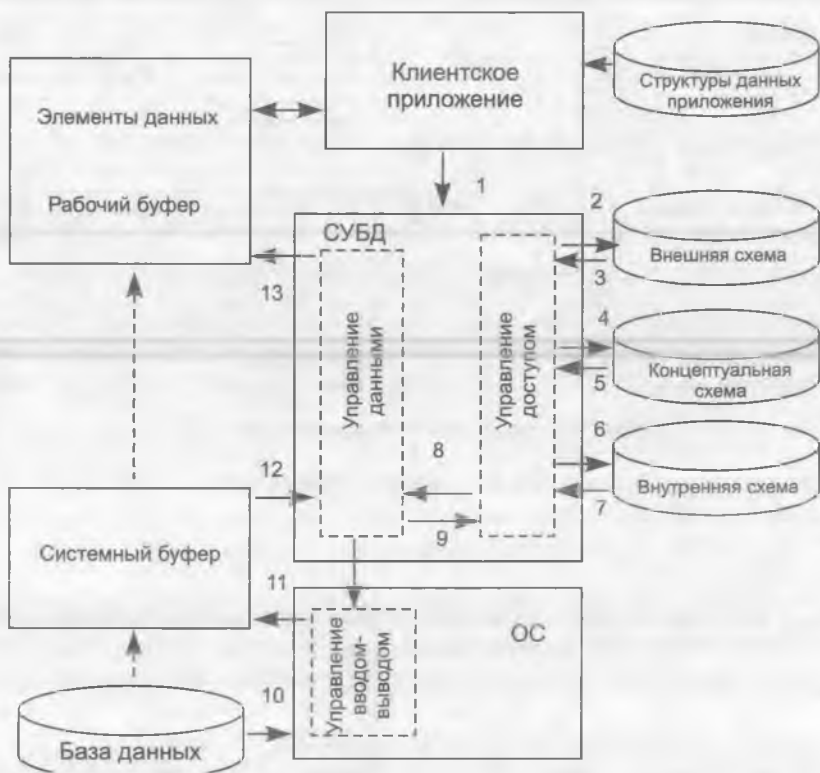 Клиентское
приложение
Структуры данных
приложения
Элементы данных
Рабочий буфер
1
2
СУБД
Внешняя схема
3
13
4
Управление
данными
Управление
доступом
Концептуальная
схема
5
6
8
12
Внутренняя схема
7
9
Системный буфер
11
ОС
Управление
вводом-
выводом
10
База данных